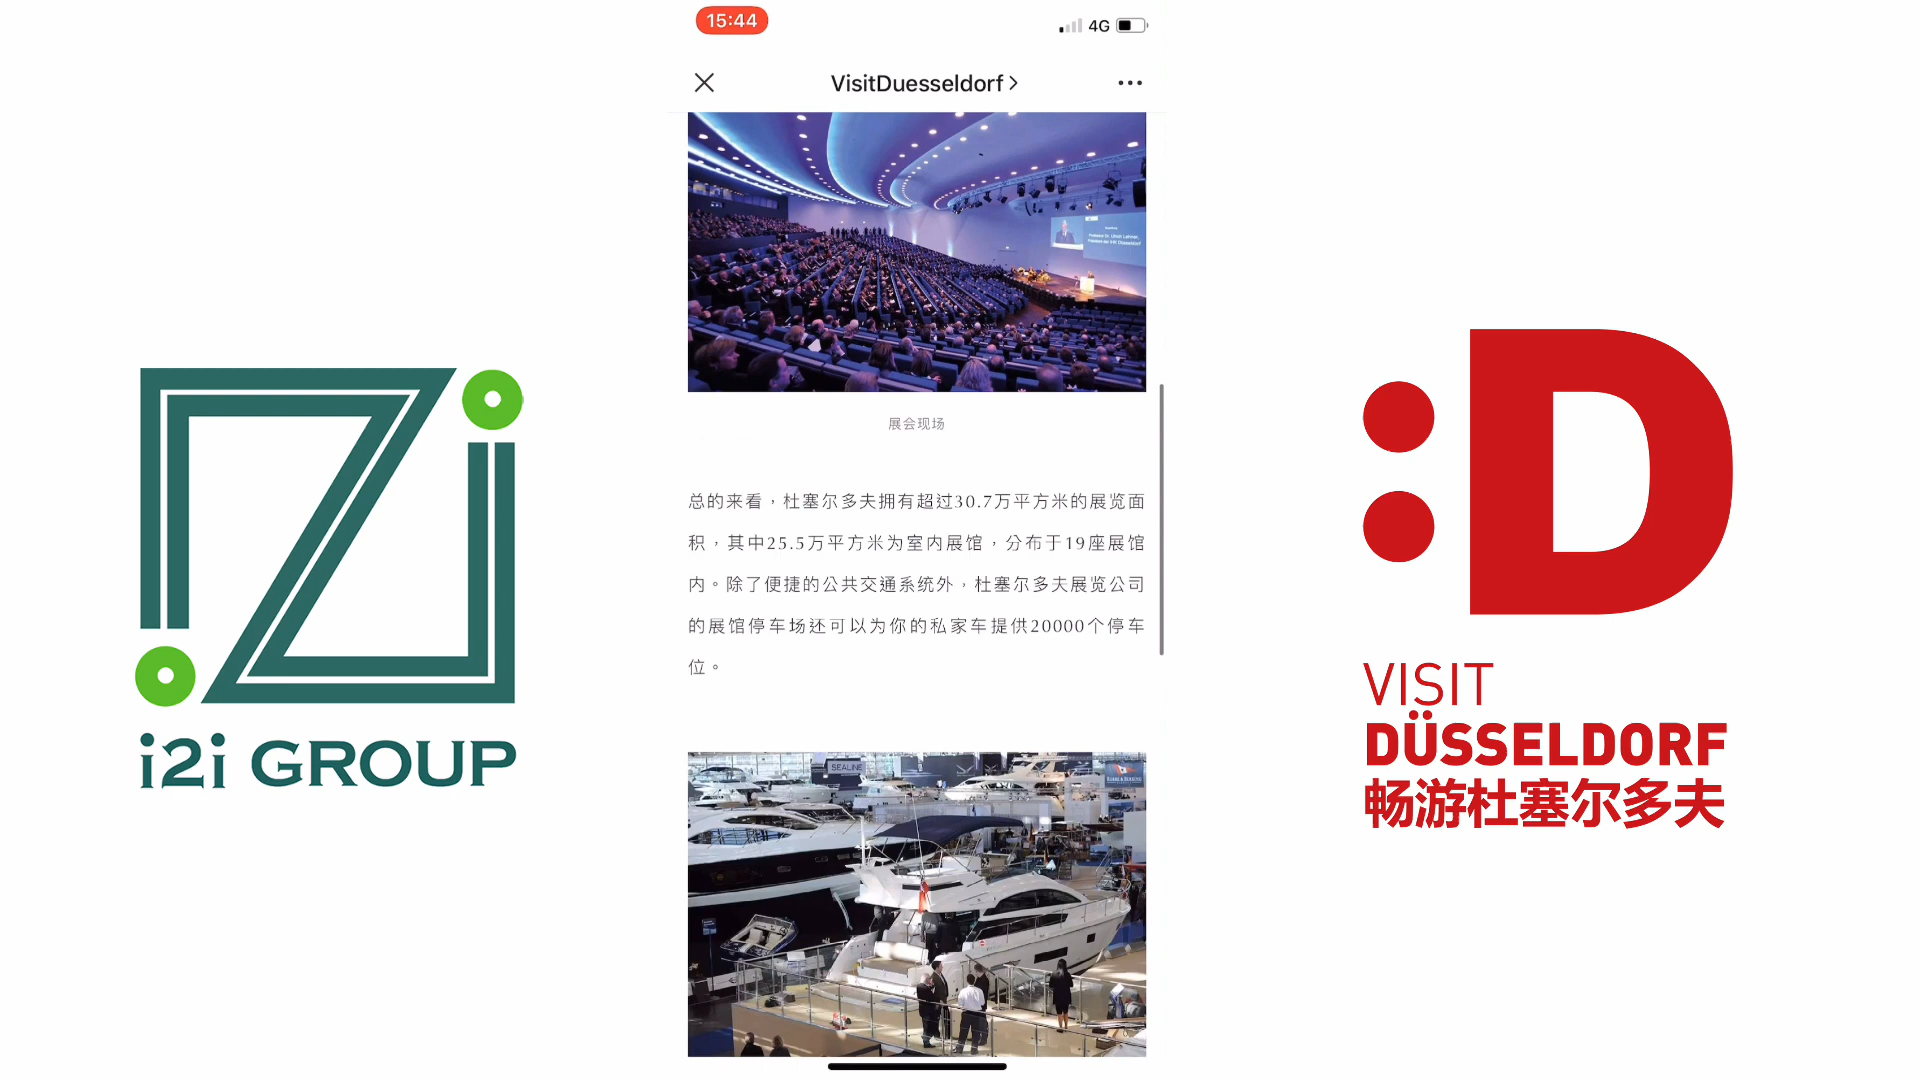 15:44
4G
VisitDuesseldorf
展会现场
总的来看，杜塞尔多夫拥有超过30.7万平方米的展览面
积，其中25.5万平方米为室内展馆，分布于19座展馆
内。除了便捷的公共交通系统外，杜塞尔多夫展览公司
的展馆停车场还可以为你的私家车提供20000个停车
位。
SEALINE
i2i GROUP
:D
VISIT
DÜSSELDORF
畅游杜塞尔多夫